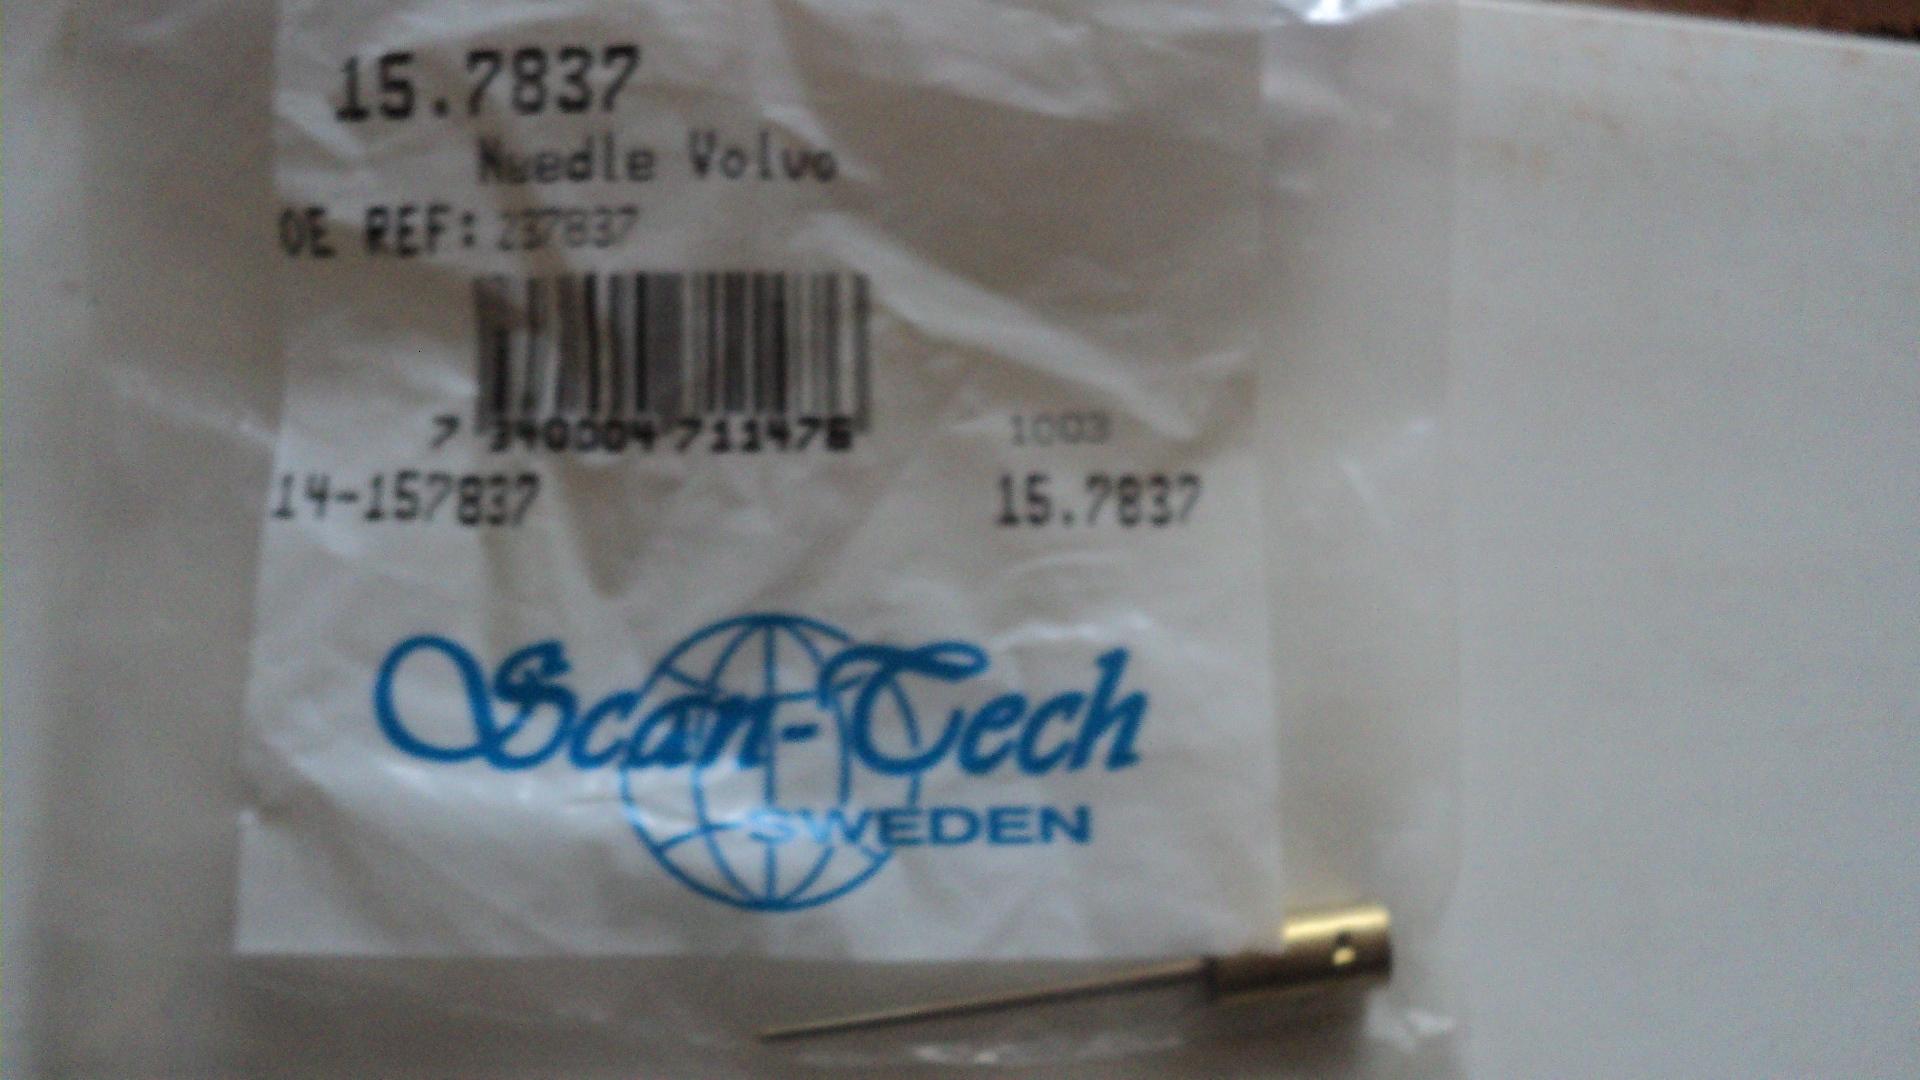 15.7837
Needle Volvo
OE REF: 237837
7 340004 711476
1003
14-157837 15.7837
Scan-Tech
SWEDEN